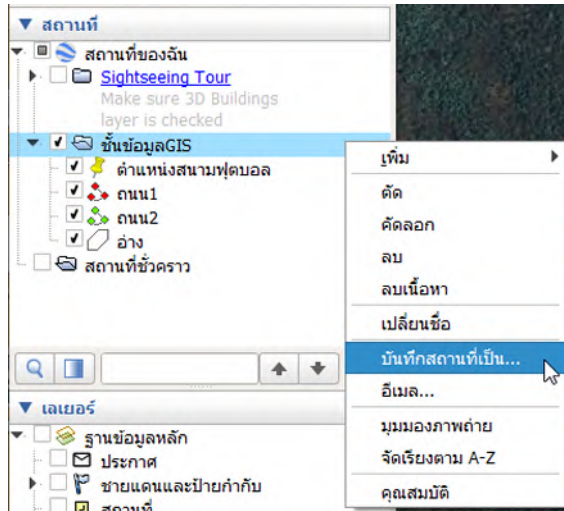 สถานที่
สถานที่ของฉัน
Sightseeing Tour
Make sure 3D Buildings
layer is checked
ชั้นข้อมูลGIS
ตำแหน่งสนามฟุตบอล
ถนน1
ถนน2
อ่าง
สถานที่ชั่วคราว
เพิ่ม
ตัด
คัดลอก
ลบ
ลบเนื้อหา
เปลี่ยนชื่อ
บันทึกสถานที่เป็น...
อีเมล...
มุมมองภาพถ่าย
จัดเรียงตาม A-Z
คุณสมบัติ
เลเยอร์
ฐานข้อมูลหลัก
ประกาศ
ชายแดนและป้ายกำกับ
สถานที่